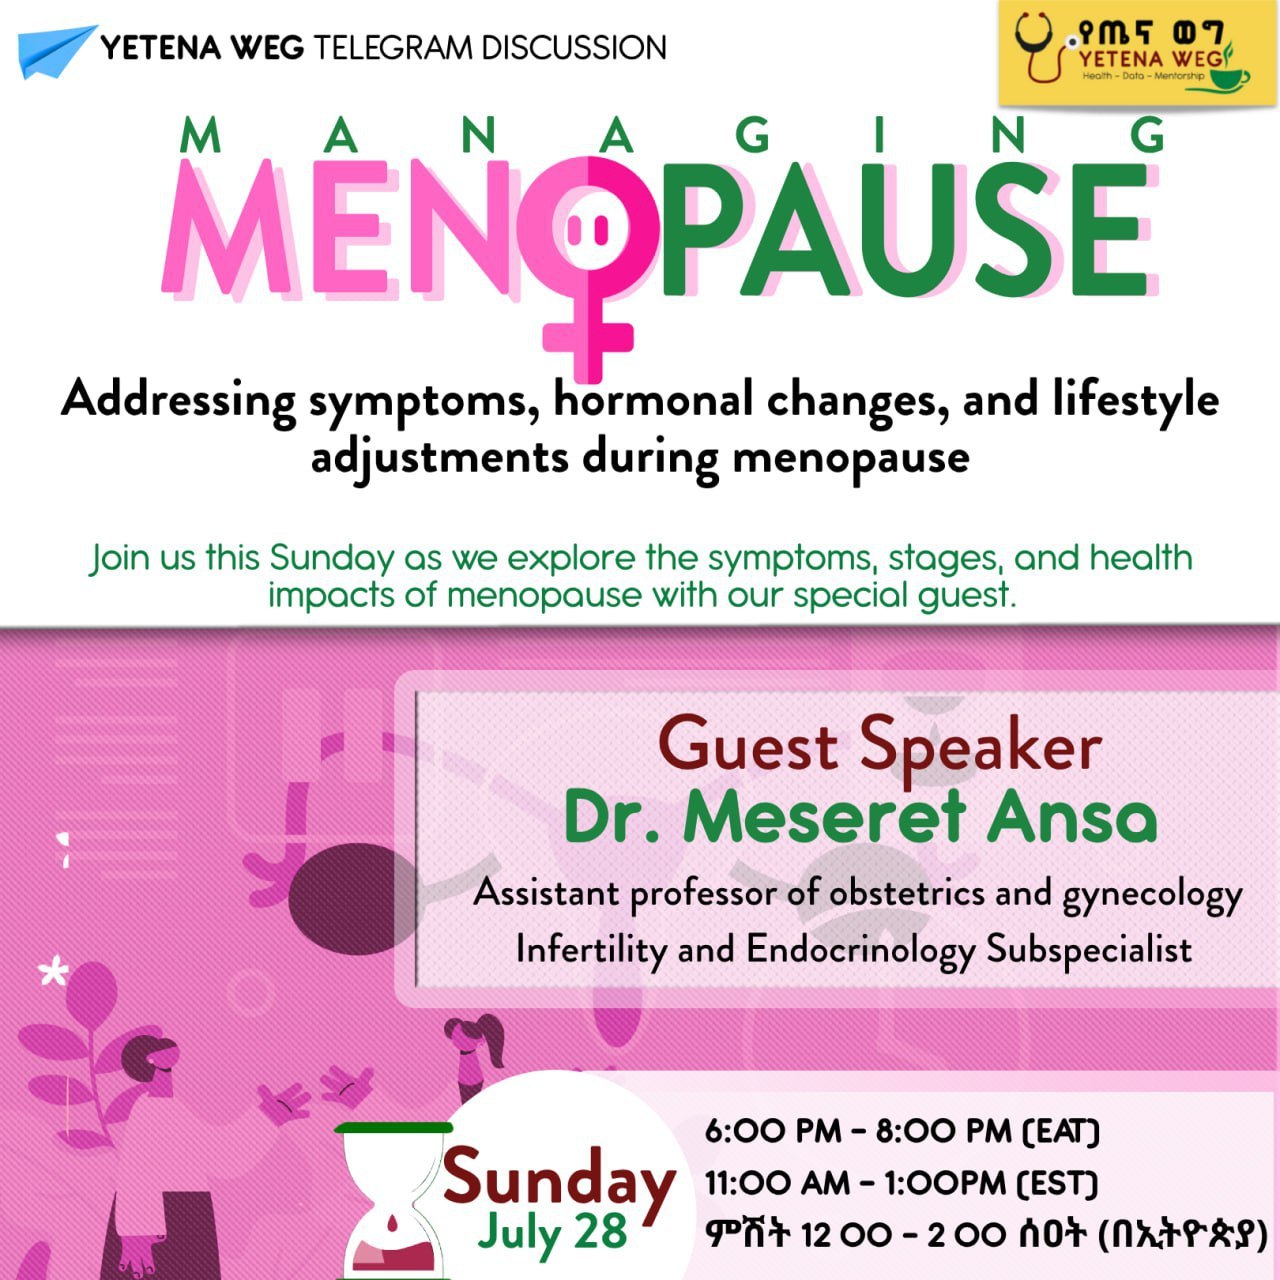 YETENA WEG TELEGRAM DISCUSSION
የጤና ወግ
YETENA WEG
Health - Data - Mentorship
MANAGING
MENOPAUSE
Addressing symptoms, hormonal changes, and lifestyle
adjustments during menopause
Join us this Sunday as we explore the symptoms, stages, and health
impacts of menopause with our special guest.
Guest Speaker
Dr. Meseret Ansa
Assistant professor of obstetrics and gynecology
Infertility and Endocrinology Subspecialist
Sunday
July 28
6:00 PM - 8:00 PM (EAT)
11:00 AM - 1:00PM (EST)
ምሽት 12 00 - 2 00 ሰዐት (በኢትዮጵያ)